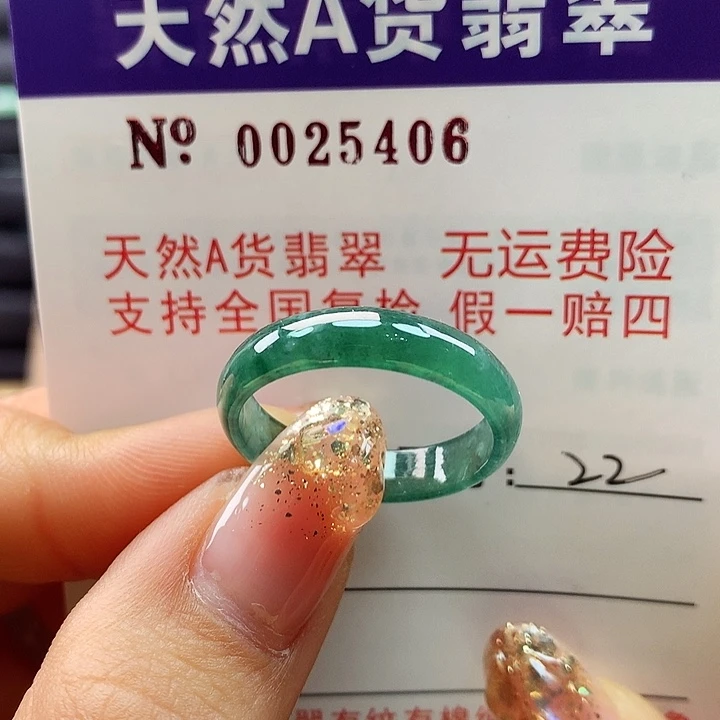 天然A货翡翠
Nº 0025406
天然A货翡翠 无运费险
支持全国复检 假一赔四
: 22